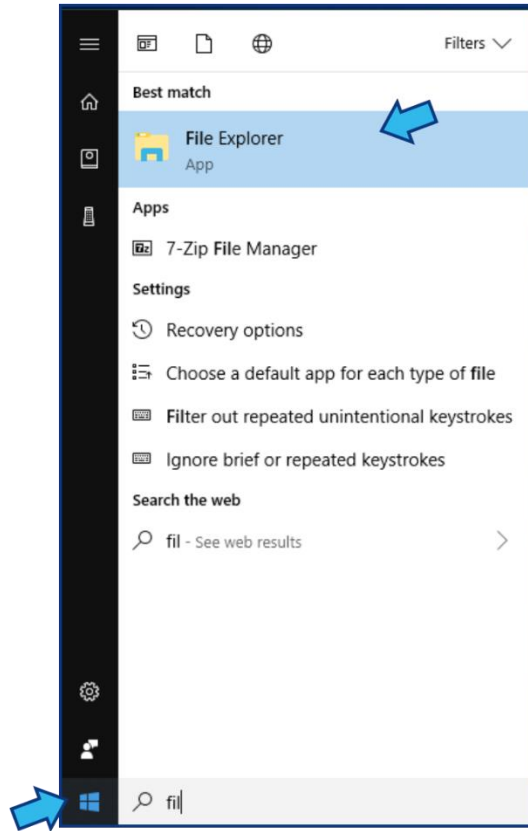 Filters
Best match
File Explorer
App
Apps
7z 7-Zip File Manager
Settings
Recovery options
Choose a default app for each type of file
Filter out repeated unintentional keystrokes
Ignore brief or repeated keystrokes
Search the web
fil - See web results
fil